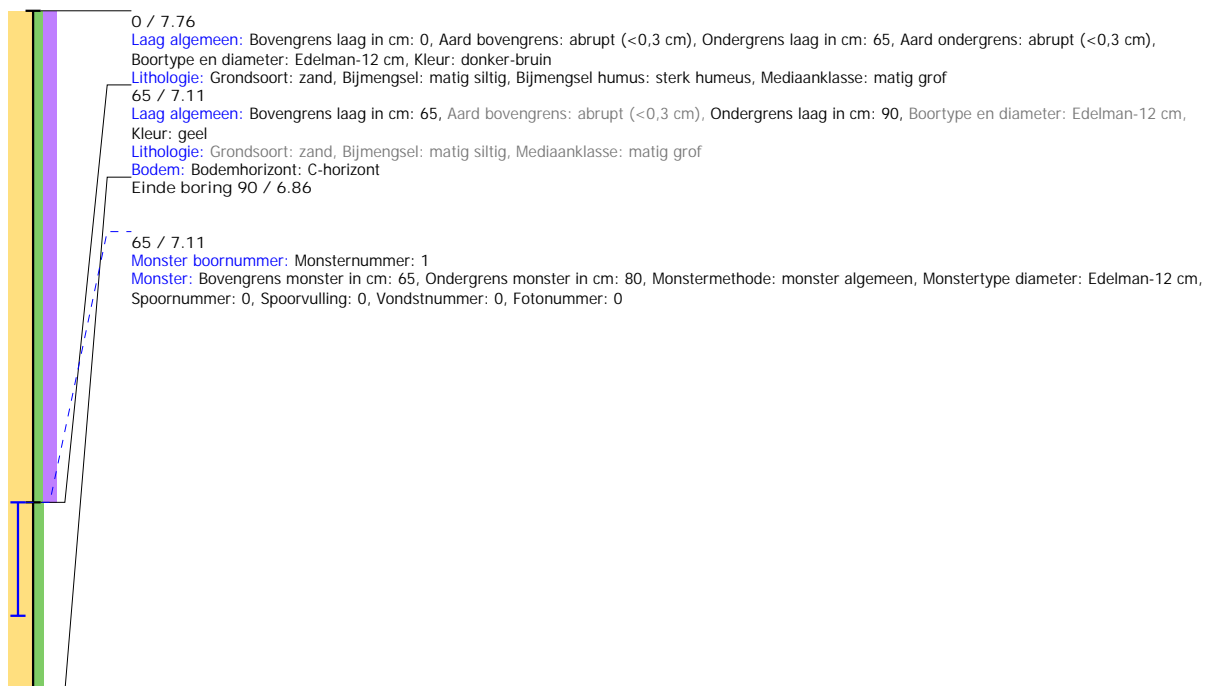 0 / 7.76
Laag algemeen: Bovengrens laag in cm: 0, Aard bovengrens: abrupt (<0,3 cm), Ondergrens laag in cm: 65, Aard ondergrens: abrupt (<0,3 cm),
Boortype en diameter: Edelman-12 cm, Kleur: donker-bruin
Lithologie: Grondsoort: zand, Bijmengsel: matig siltig, Bijmengsel humus: sterk humeus, Mediaanklasse: matig grof
65 / 7.11
Laag algemeen: Bovengrens laag in cm: 65, Aard bovengrens: abrupt (<0,3 cm), Ondergrens laag in cm: 90, Boortype en diameter: Edelman-12 cm,
Kleur: geel
Lithologie: Grondsoort: zand, Bijmengsel: matig siltig, Mediaanklasse: matig grof
Bodem: Bodemhorizont: C-horizont
Einde boring 90 / 6.86
65 / 7.11
Monster boornummer: Monsternummer: 1
Monster: Bovengrens monster in cm: 65, Ondergrens monster in cm: 80, Monstermethode: monster algemeen, Monstertype diameter: Edelman-12 cm,
Spoornummer: 0, Spoorvulling: 0, Vondstnummer: 0, Fotonummer: 0